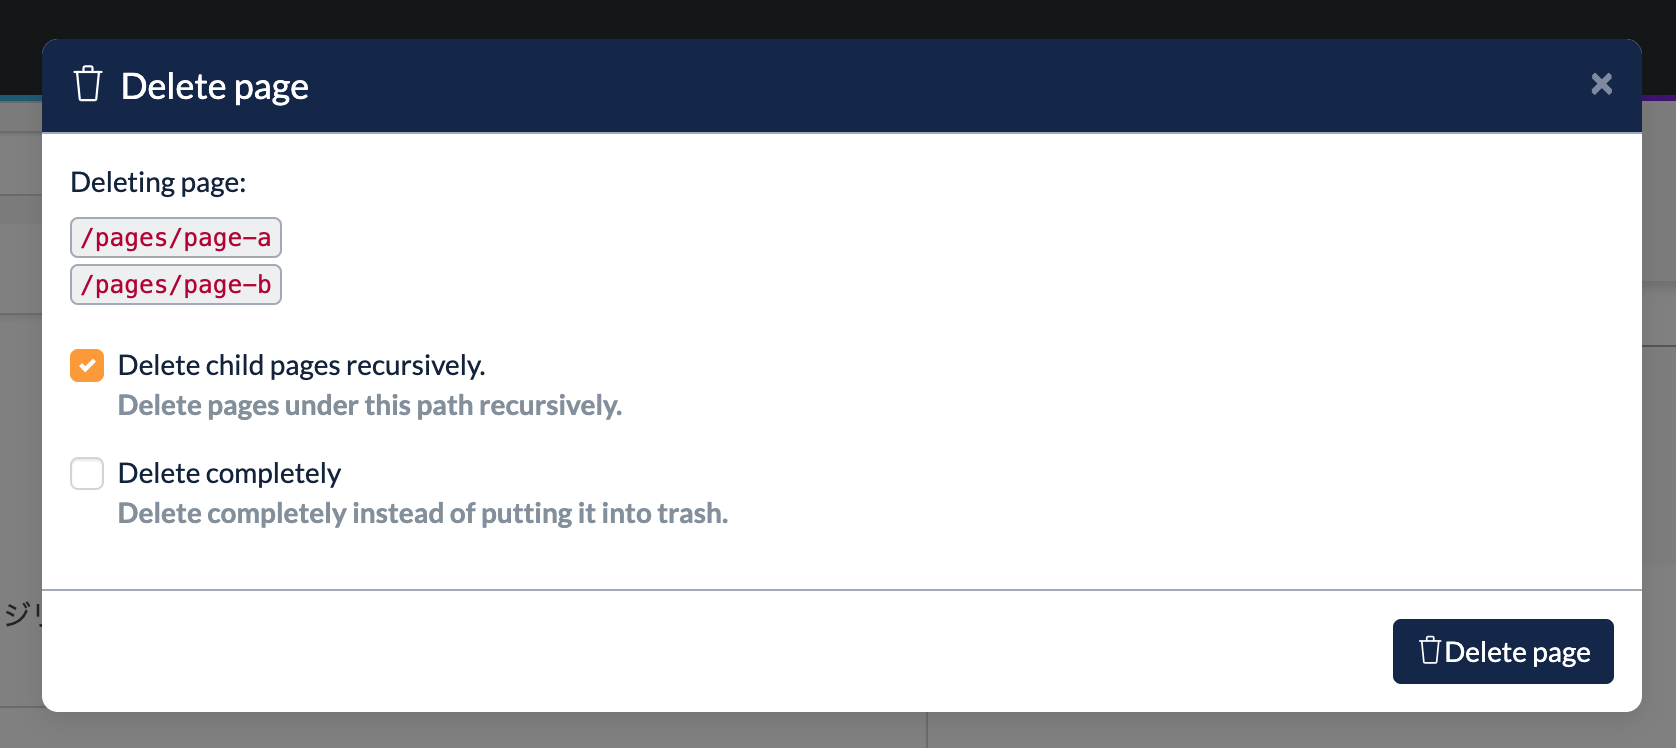 Delete page
Deleting page:
/pages/page-a
/pages/page-b
Delete child pages recursively.
Delete pages under this path recursively.
Delete completely
Delete completely instead of putting it into trash.
ジ
Delete page